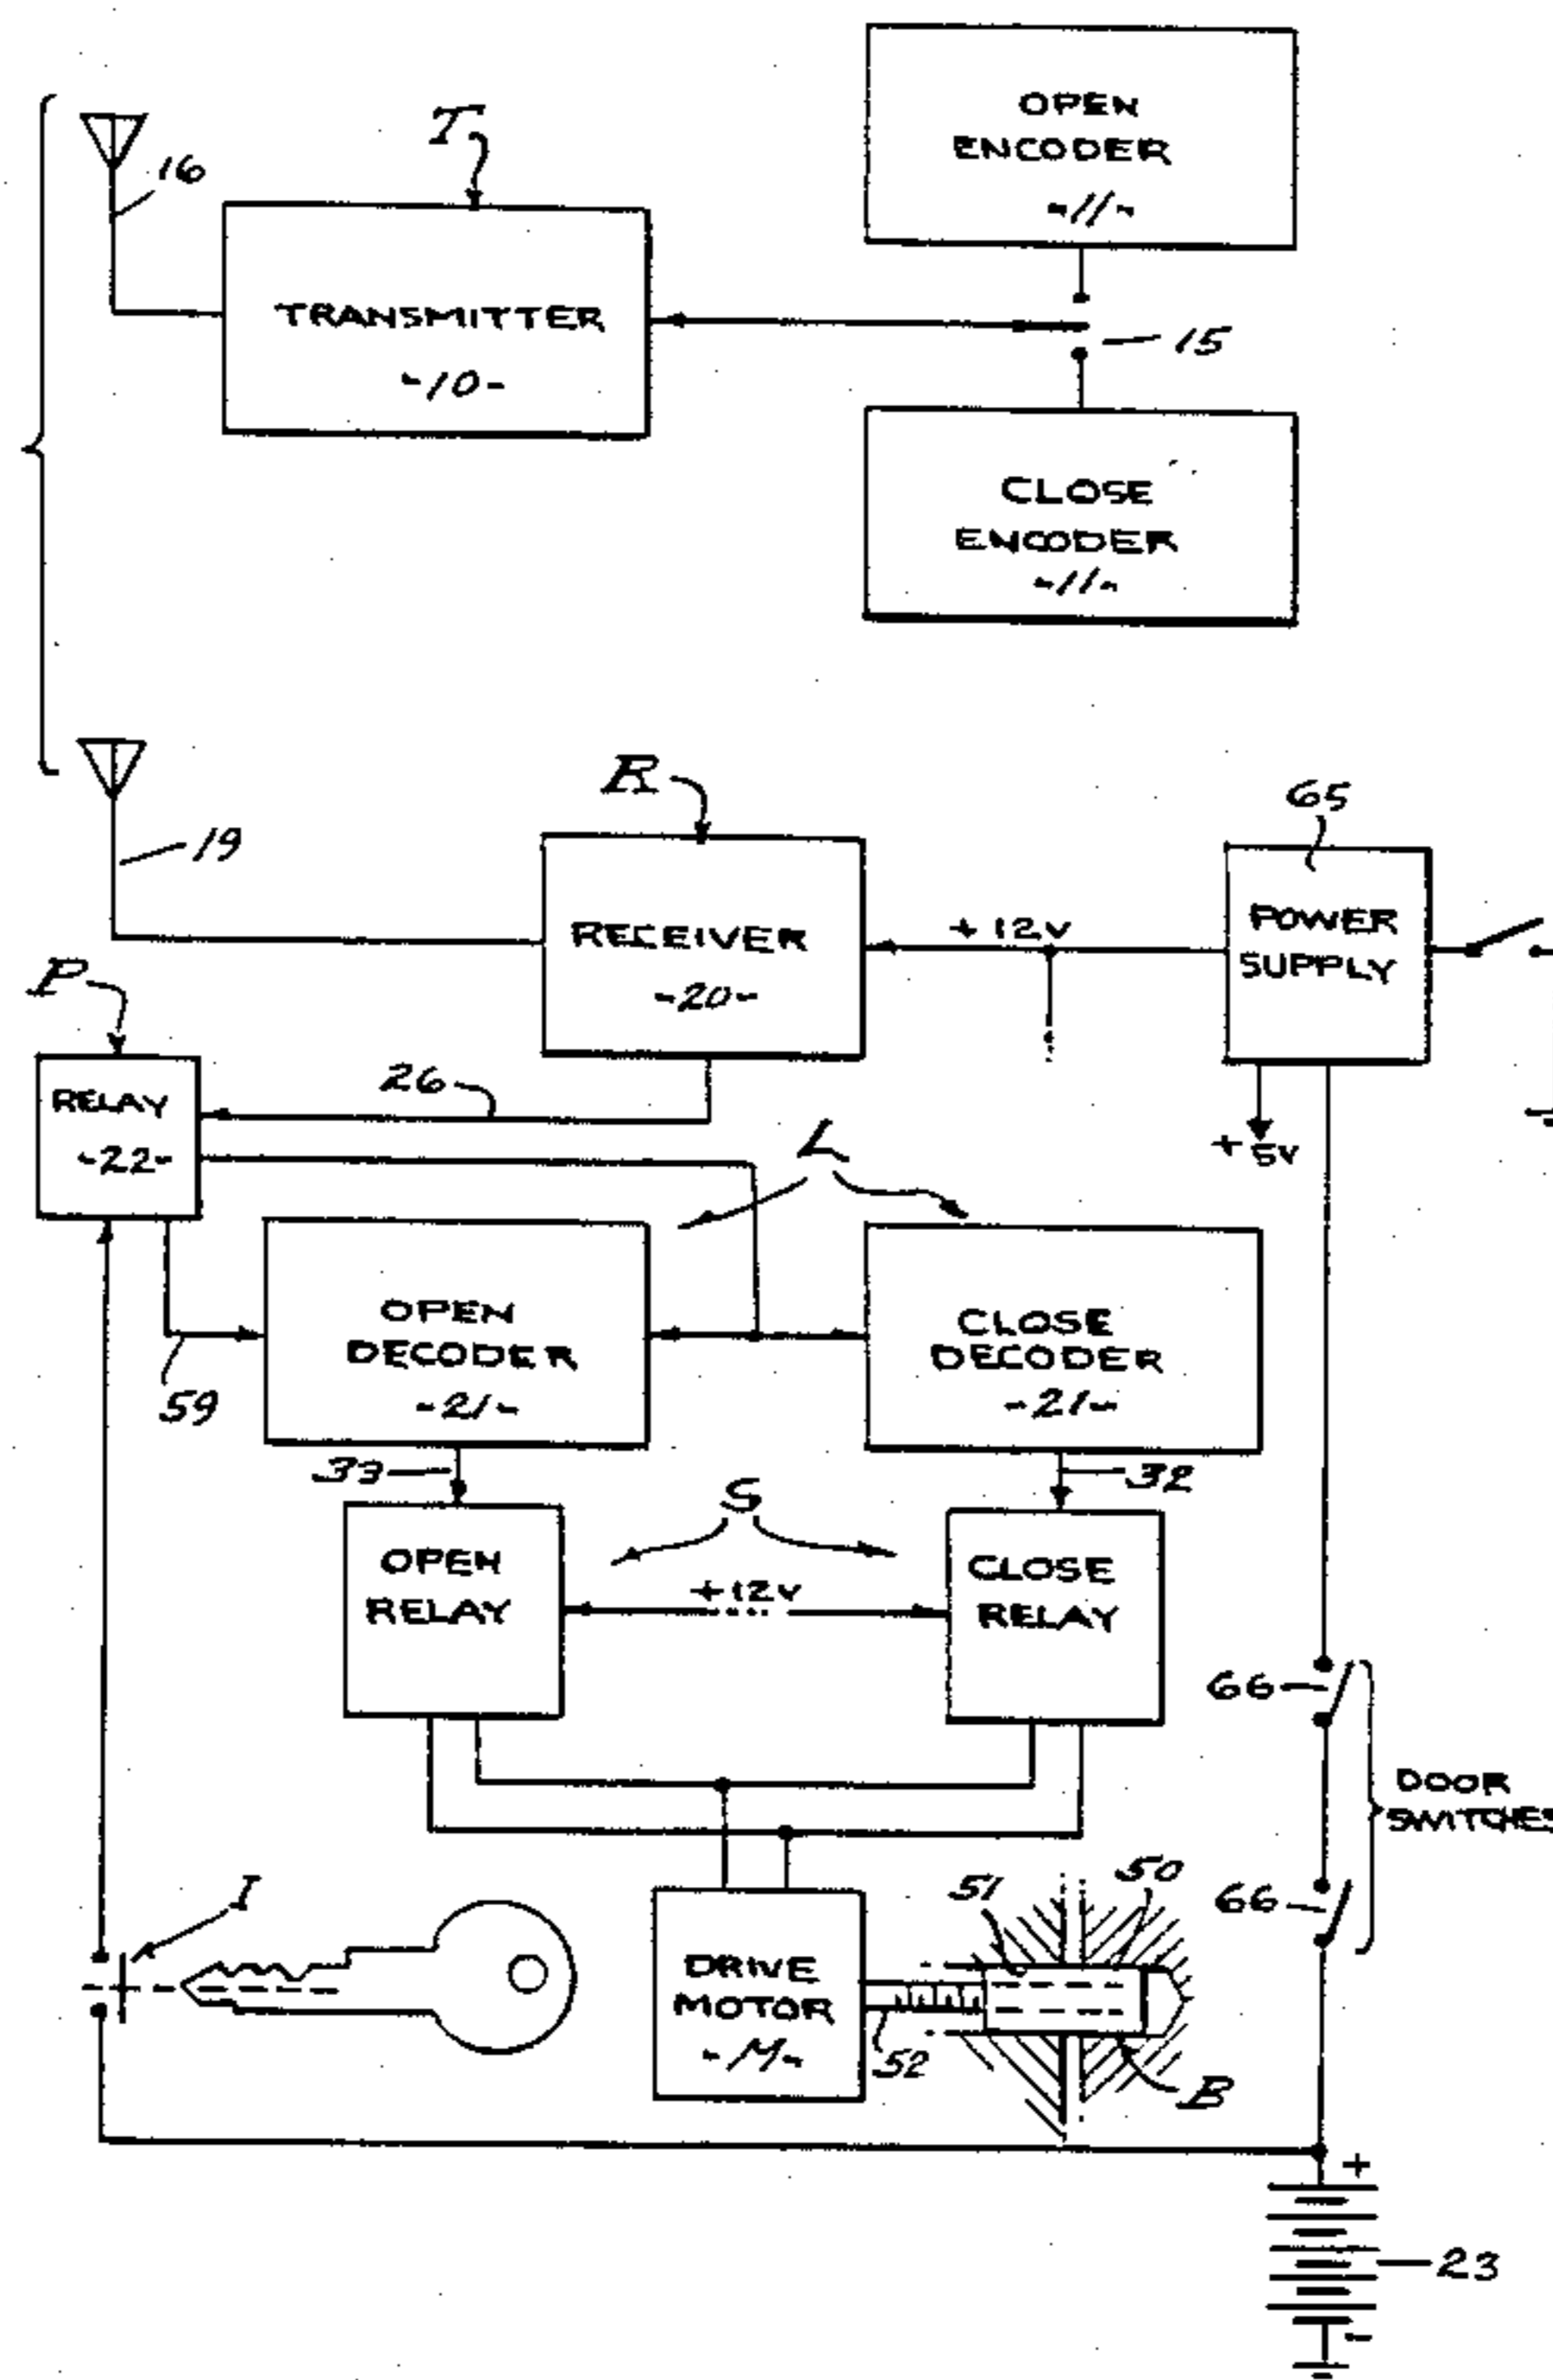 OPEN
ENCODER
-11-
T
16
TRANSMITTER
-10-
15
CLOSE
ENCODER
-11-
R
65
19
RECEIVER
-20-
+12V
POWER
SUPPLY
P
RELAY
-22-
26
+5V
L
OPEN
DECODER
-21-
CLOSE
DECODER
-21-
59
33
32
S
OPEN
RELAY
+12V
CLOSE
RELAY
66
DOOR
SWITCHES
66
I
51
50
DRIVE
MOTOR
-M-
52
B
+
23
-